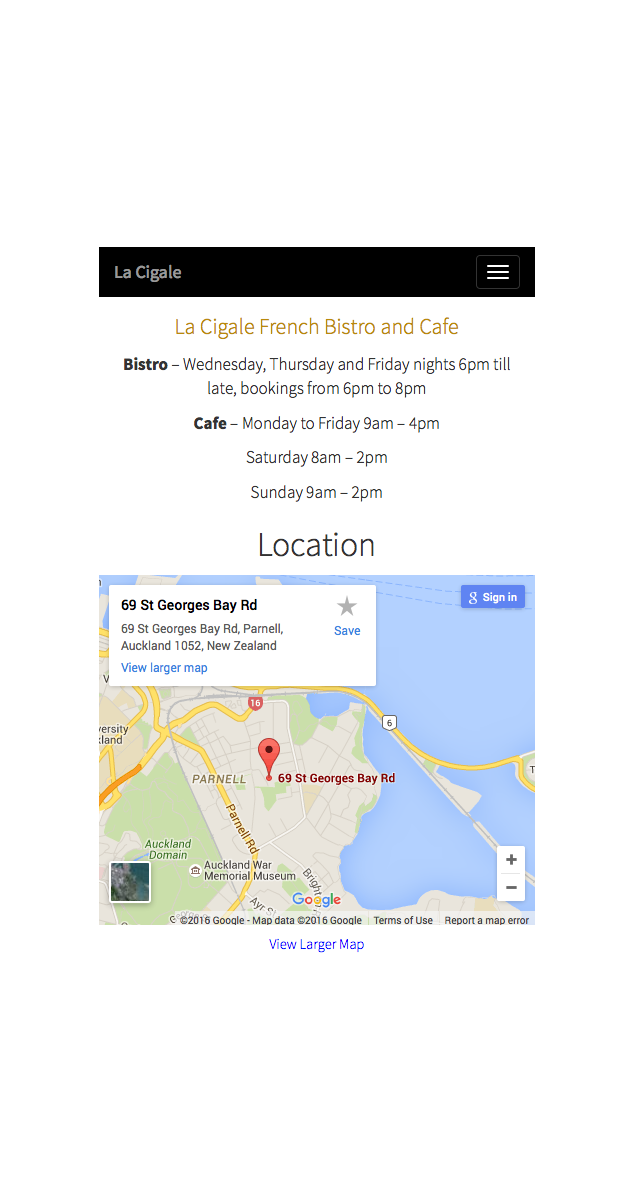 La Cigale
La Cigale French Bistro and Cafe
Bistro – Wednesday, Thursday and Friday nights 6pm till
late, bookings from 6pm to 8pm
Cafe – Monday to Friday 9am – 4pm
Saturday 8am – 2pm
Sunday 9am – 2pm
Location
69 St Georges Bay Rd
69 St Georges Bay Rd, Parnell,
Auckland 1052, New Zealand
View larger map
Save
Sign in
16
6
PARNELL
69 St Georges Bay Rd
Parnell Rd
Auckland
Domain
Auckland War
Memorial Museum
Google
©2016 Google - Map data ©2016 Google
Terms of Use
Report a map error
View Larger Map